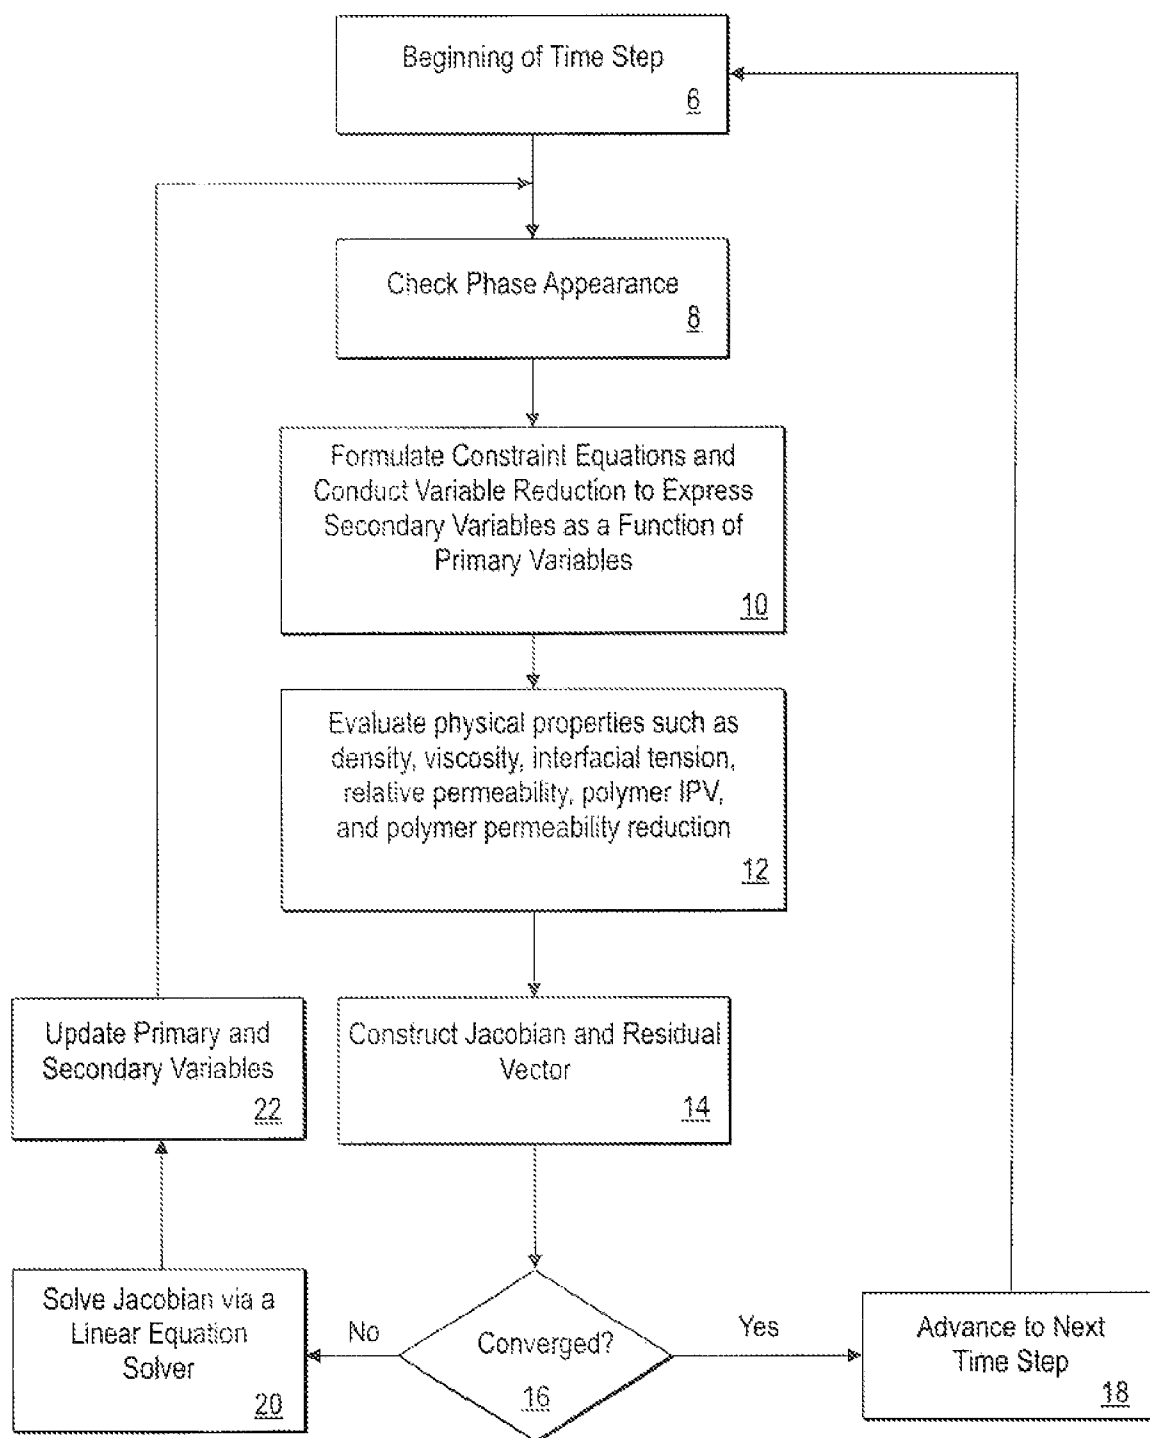 Beginning of Time Step
6
Check Phase Appearance
8
Formulate Constraint Equations and
Conduct Variable Reduction to Express
Secondary Variables as a Function of
Primary Variables
10
Evaluate physical properties such as
density, viscosity, interfacial tension,
relative permeability, polymer IPV,
and polymer permeability reduction
12
Update Primary and
Secondary Variables
22
Construct Jacobian and Residual
Vector
14
Solve Jacobian via a
Linear Equation
Solver
20
No
Converged?
16
Yes
Advance to Next
Time Step
18